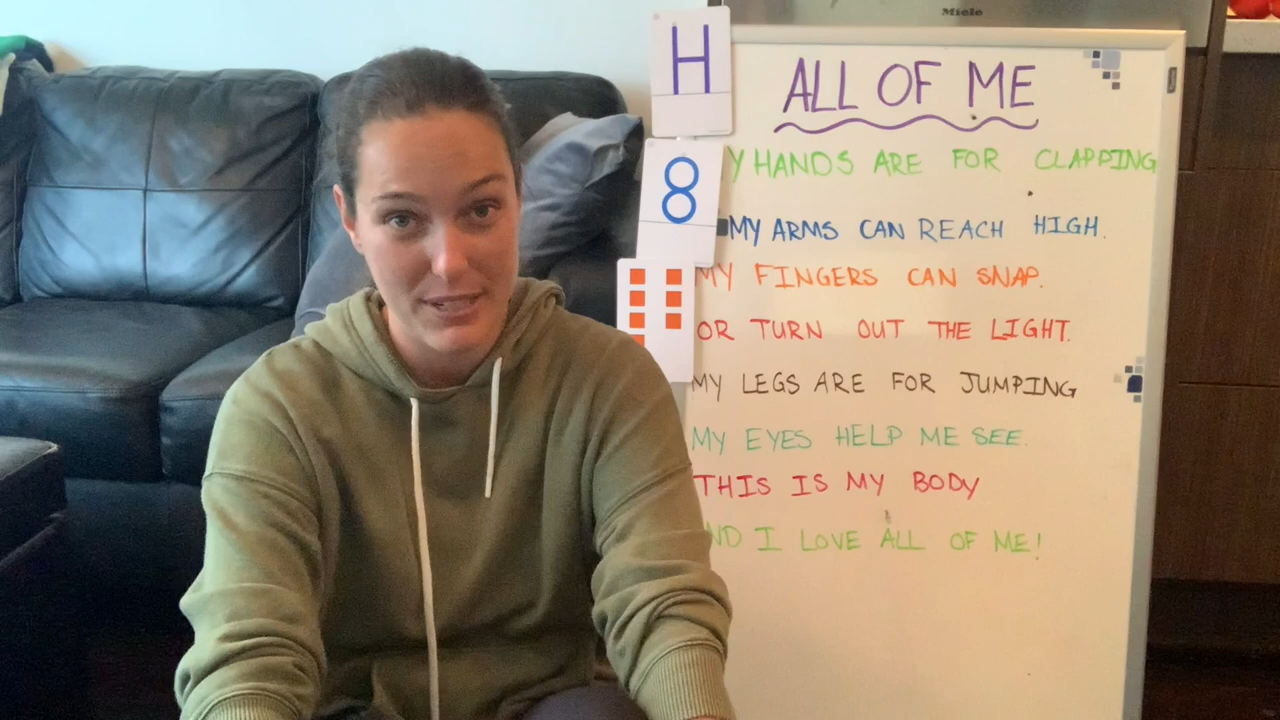 Miele
H
8
ALL OF ME
Y HANDS ARE FOR CLAPPING
MY ARMS CAN REACH HIGH.
MY FINGERS CAN SNAP.
OR TURN OUT THE LIGHT.
MY LEGS ARE FOR JUMPING
MY EYES HELP ME SEE.
THIS IS MY BODY
ND I LOVE ALL OF ME!